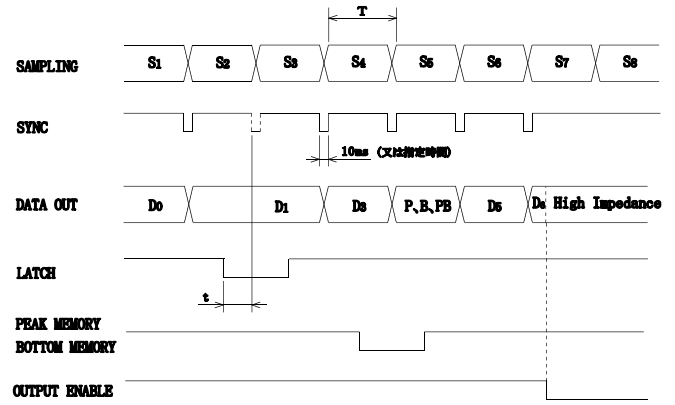 T
SAMPLING S1 S2 S3 S4 S5 S6 S7 S8
SYNC
10ms (又は指定時間)
DATA OUT D0 D1 D3 P、B、PB D5 D6 High Impedance
LATCH
t
PEAK MEMORY
BOTTOM MEMORY
OUTPUT ENABLE